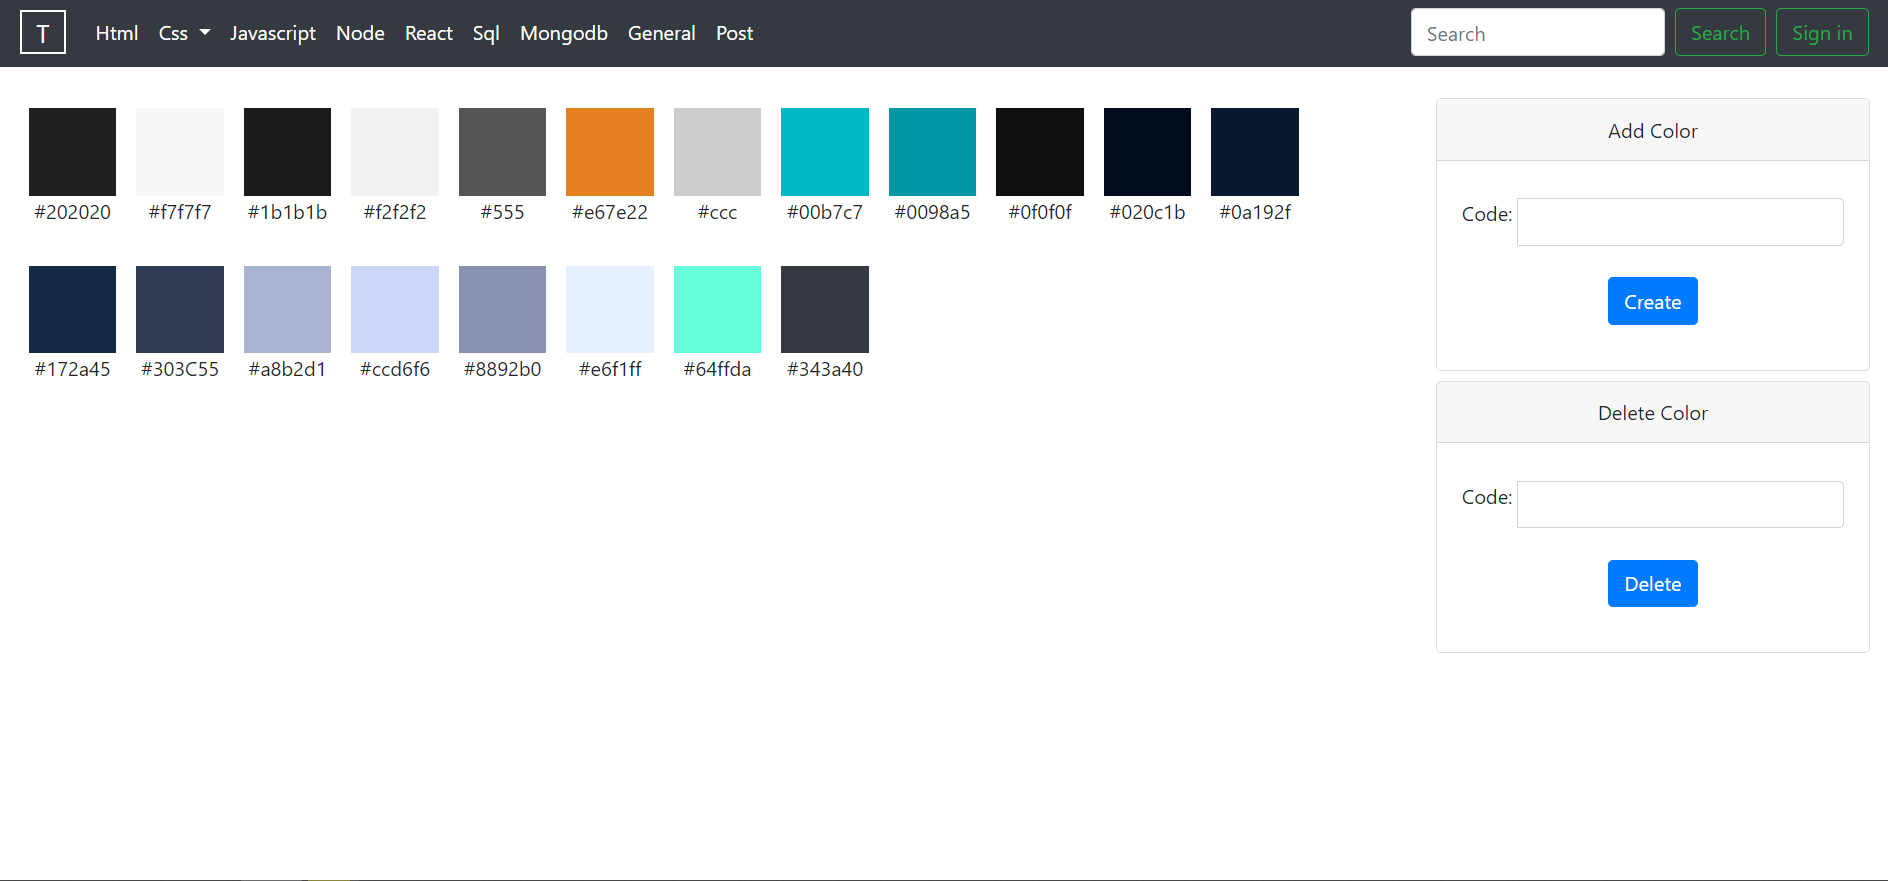 T Html Css Javascript Node React Sql Mongodb General Post Search Search Sign in
#202020 #f7f7f7 #1b1b1b #f2f2f2 #555 #e67e22 #ccc #00b7c7 #0098a5 #0f0f0f #020c1b #0a192f
#172a45 #303C55 #a8b2d1 #ccd6f6 #8892b0 #e6f1ff #64ffda #343a40
Add Color
Code:
Create
Delete Color
Code:
Delete